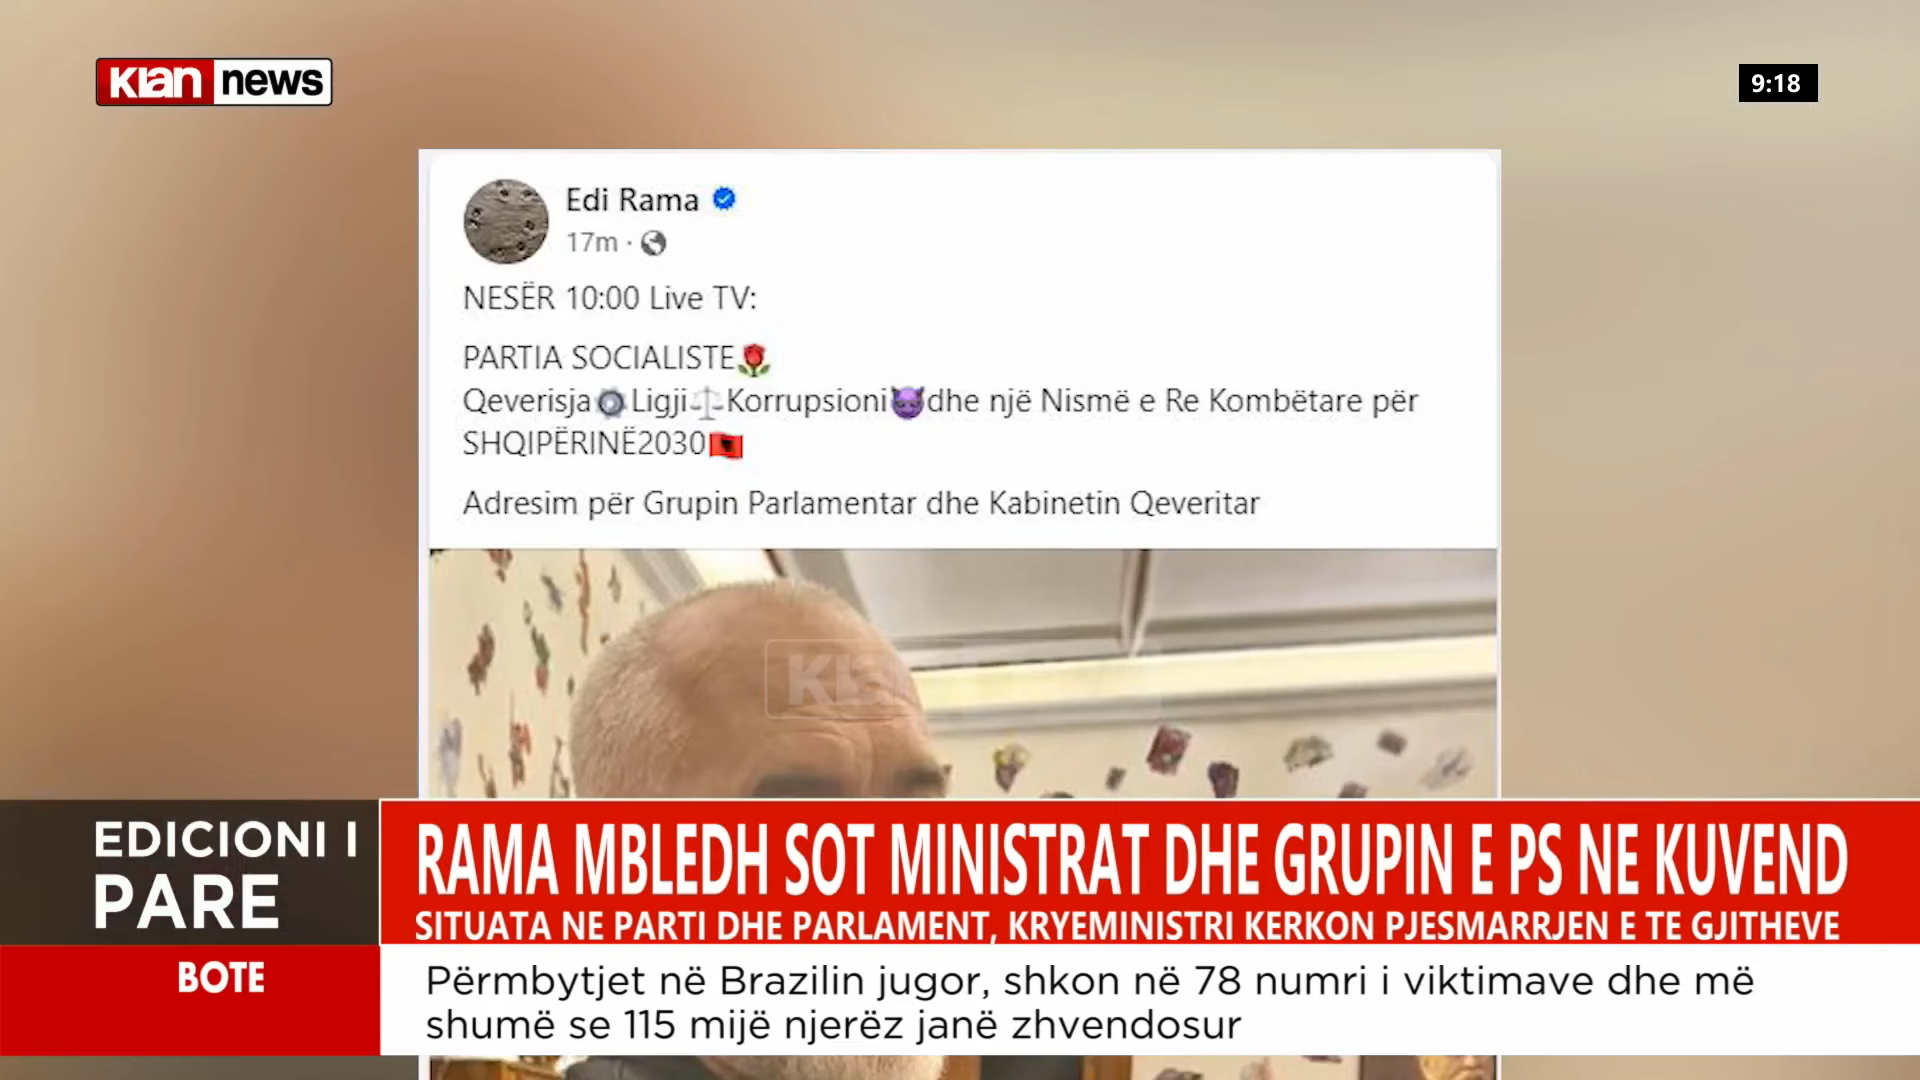 Klan news
9:18
Edi Rama
17m ·
NESËR 10:00 Live TV:
PARTIA SOCIALISTE🌹
Qeverisja⚙️Ligji⚖️Korrupsioni😈dhe një Nismë e Re Kombëtare për
SHQIPËRINË2030🇦🇱
Adresim për Grupin Parlamentar dhe Kabinetin Qeveritar
Klan
EDICIONI I
PARE
RAMA MBLEDH SOT MINISTRAT DHE GRUPIN E PS NE KUVEND
SITUATA NE PARTI DHE PARLAMENT, KRYEMINISTRI KERKON PJESMARRJEN E TE GJITHEVE
BOTE
Përmbytjet në Brazilin jugor, shkon në 78 numri i viktimave dhe më
shumë se 115 mijë njerëz janë zhvendosur